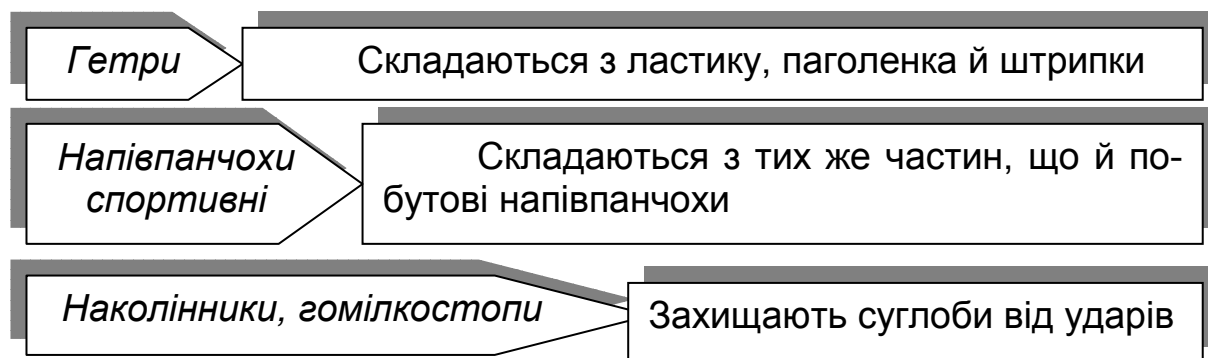 Гетри
Складаються з ластику, паголенка й штрипки
Напівпанчохи
спортивні
Складаються з тих же частин, що й по-
бутові напівпанчохи
Наколінники, гомілкостопи
Захищають суглоби від ударів